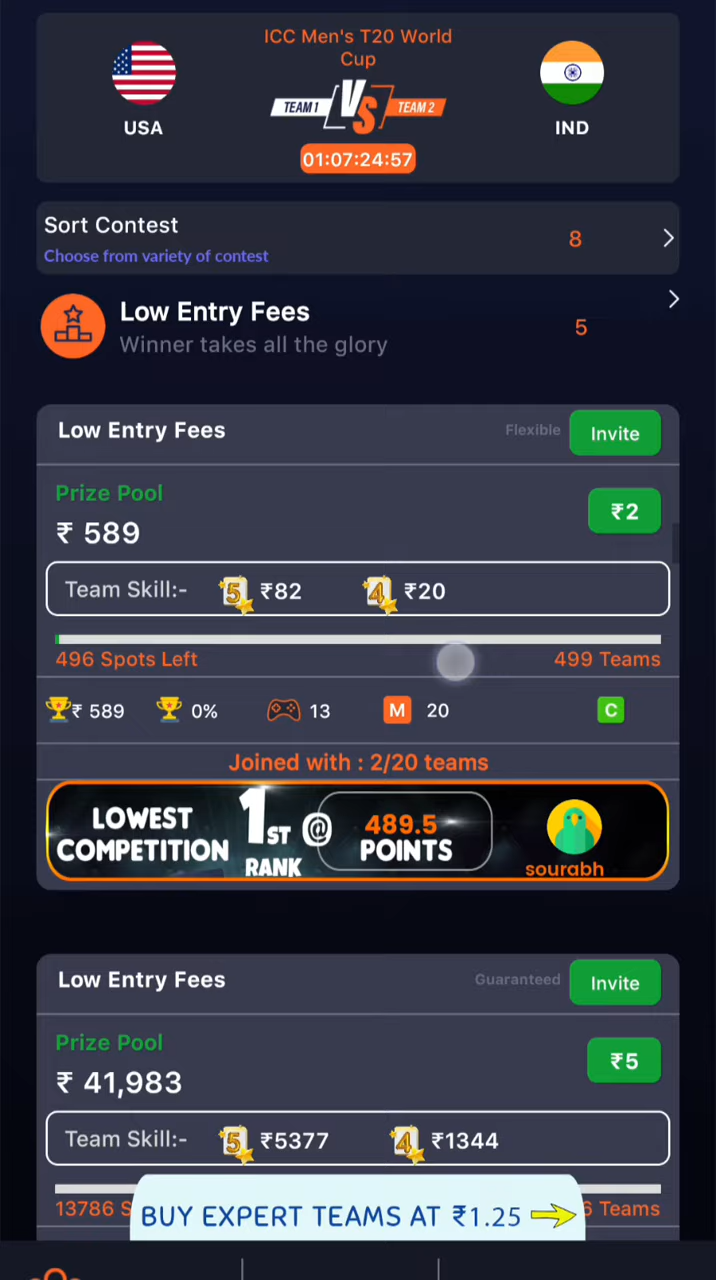 ICC Men's T20 World
Cup
USA
TEAM 1 VS TEAM 2
IND
01:07:24:57
Sort Contest
8
Choose from variety of contest
Low Entry Fees
5
Winner takes all the glory
Low Entry Fees
Flexible
Invite
Prize Pool
₹ 589
₹2
Team Skill:- 5 ₹82 4 ₹20
496 Spots Left
499 Teams
₹ 589 0% 13 M 20 C
Joined with : 2/20 teams
LOWEST
COMPETITION
1ST
RANK
@
489.5
POINTS
sourabh
Low Entry Fees
Guaranteed
Invite
Prize Pool
₹ 41,983
₹5
Team Skill:- 5 ₹5377 4 ₹1344
13786 S
6 Teams
BUY EXPERT TEAMS AT ₹1.25